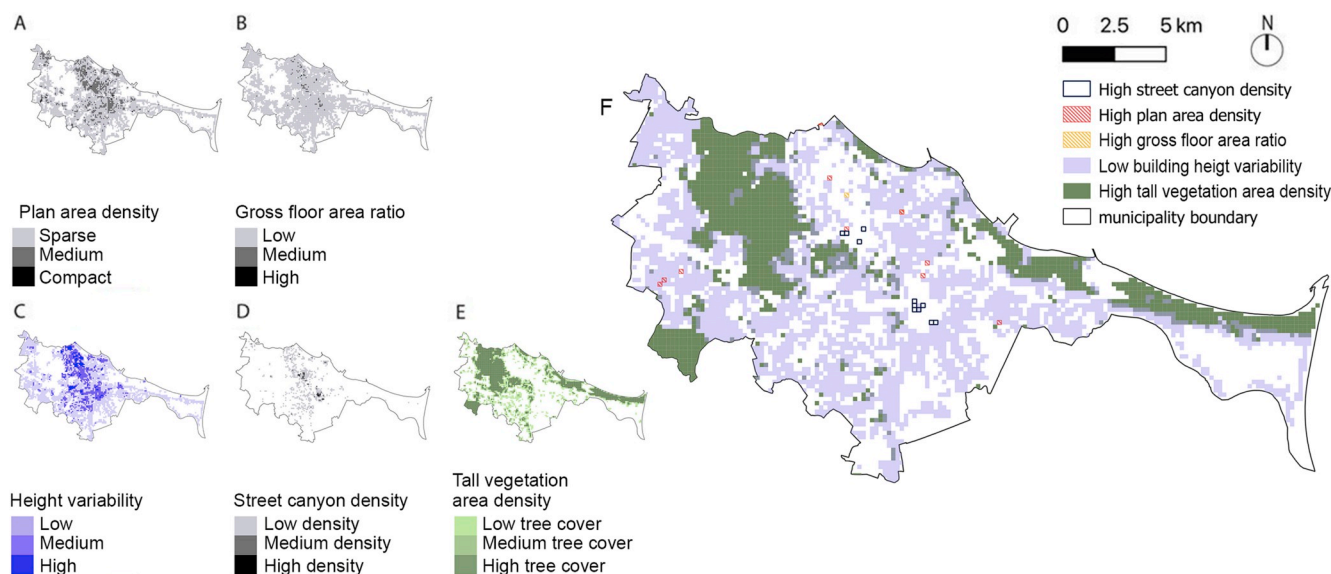 A
B
Plan area density
Sparse
Medium
Compact
Gross floor area ratio
Low
Medium
High
C
D
E
Height variability
Low
Medium
High
Street canyon density
Low density
Medium density
High density
Tall vegetation
area density
Low tree cover
Medium tree cover
High tree cover
F
0 2.5 5 km
N
High street canyon density
High plan area density
High gross floor area ratio
Low building heigt variability
High tall vegetation area density
municipality boundary